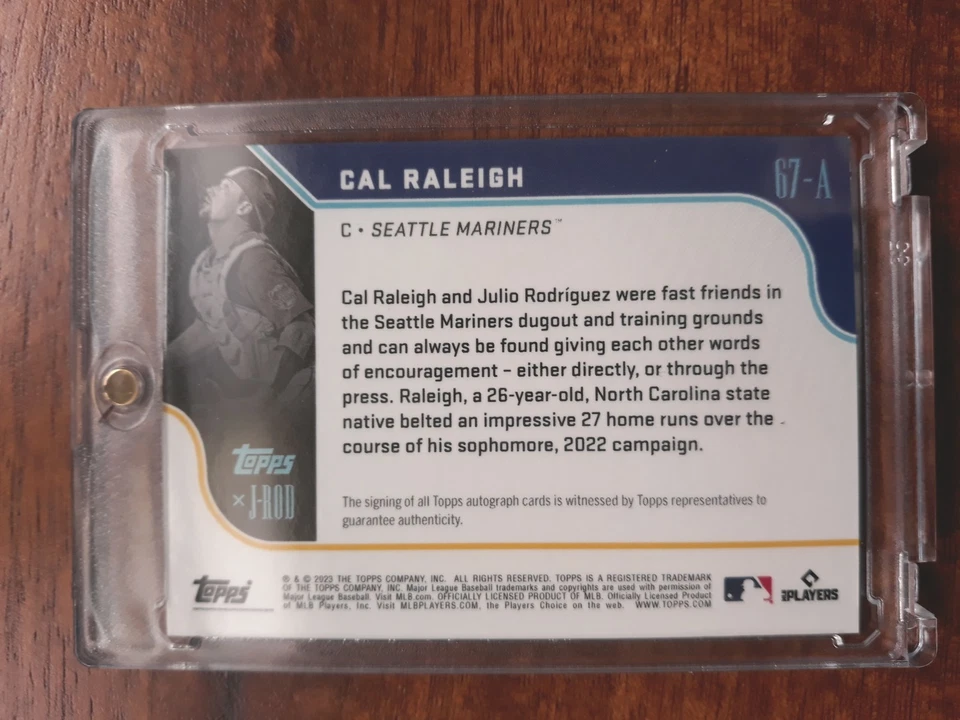 CAL RALEIGH
67-A
C • SEATTLE MARINERS™
Cal Raleigh and Julio Rodríguez were fast friends in
the Seattle Mariners dugout and training grounds
and can always be found giving each other words
of encouragement – either directly, or through the
press. Raleigh, a 26-year-old, North Carolina state
native belted an impressive 27 home runs over the
course of his sophomore, 2022 campaign.
topps
× J-ROD
The signing of all Topps autograph cards is witnessed by Topps representatives to
guarantee authenticity.
topps
® & © 2023 THE TOPPS COMPANY, INC. ALL RIGHTS RESERVED. TOPPS IS A REGISTERED TRADEMARK
OF THE TOPPS COMPANY, INC. Major League Baseball trademarks and copyrights are used with permission of
Major League Baseball. Visit MLB.com. OFFICIALLY LICENSED PRODUCT OF MLB. Officially Licensed Product
of MLB Players, Inc. Visit MLBPLAYERS.COM, the Players Choice on the web. WWW.TOPPS.COM
PLAYERS